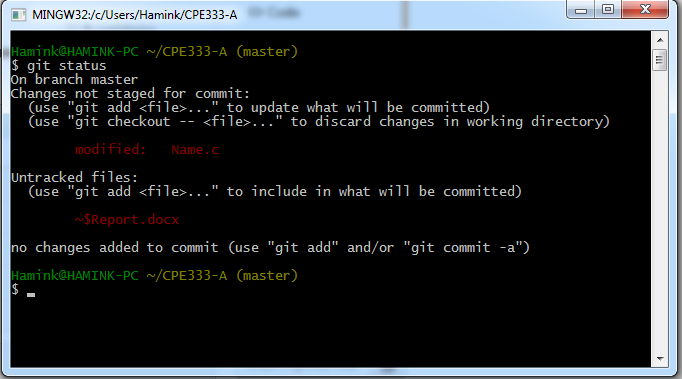 MINGW32:/c/Users/Hamink/CPE333-A
Hamink@HAMINK-PC ~/CPE333-A (master)
$ git status
On branch master
Changes not staged for commit:
  (use "git add <file>..." to update what will be committed)
  (use "git checkout -- <file>..." to discard changes in working directory)
        modified:   Name.c
Untracked files:
  (use "git add <file>..." to include in what will be committed)
        ~$Report.docx
no changes added to commit (use "git add" and/or "git commit -a")
Hamink@HAMINK-PC ~/CPE333-A (master)
$